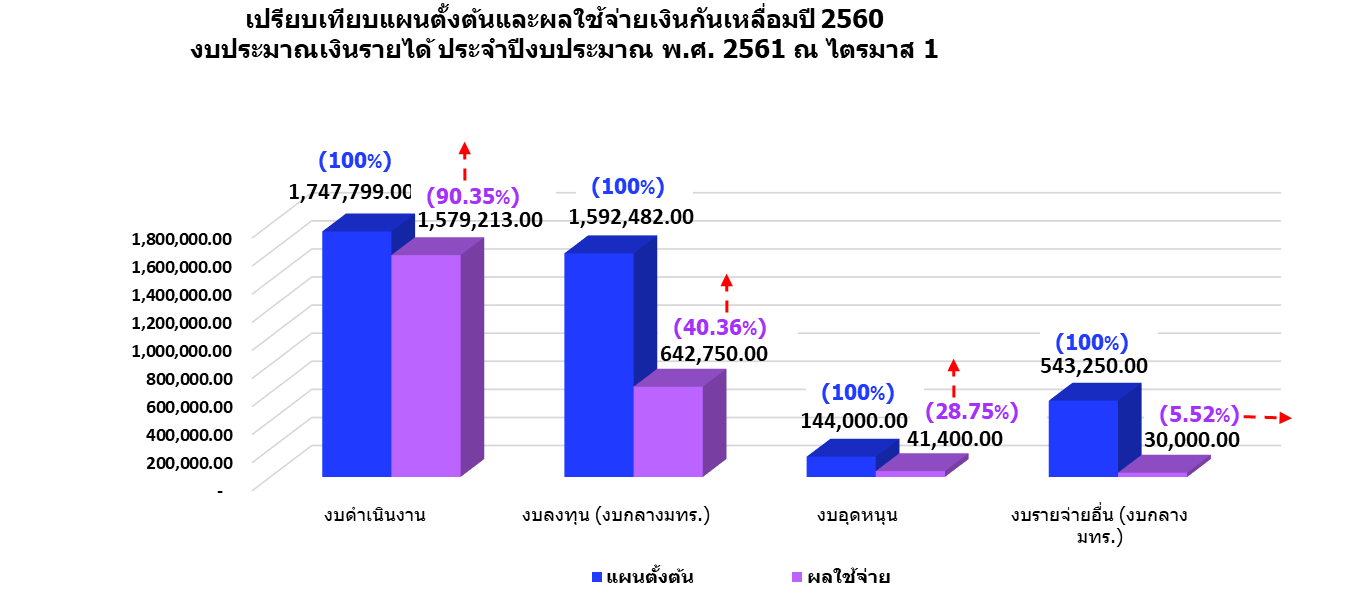 เปรียบเทียบแผนตั้งต้นและผลใช้จ่ายเงินกันเหลื่อมปี 2560
งบประมาณเงินรายได้ ประจำปีงบประมาณ พ.ศ. 2561 ณ ไตรมาส 1
(100%)
1,747,799.00
(90.35%)
1,579,213.00
(100%)
1,592,482.00
(40.36%)
642,750.00
(100%)
144,000.00
(28.75%)
41,400.00
(100%)
543,250.00
(5.52%)
30,000.00
1,800,000.00
1,600,000.00
1,400,000.00
1,200,000.00
1,000,000.00
800,000.00
600,000.00
400,000.00
200,000.00
-
งบดำเนินงาน
งบลงทุน (งบกลางมทร.)
งบอุดหนุน
งบรายจ่ายอื่น (งบกลาง
มทร.)
แผนตั้งต้น
ผลใช้จ่าย